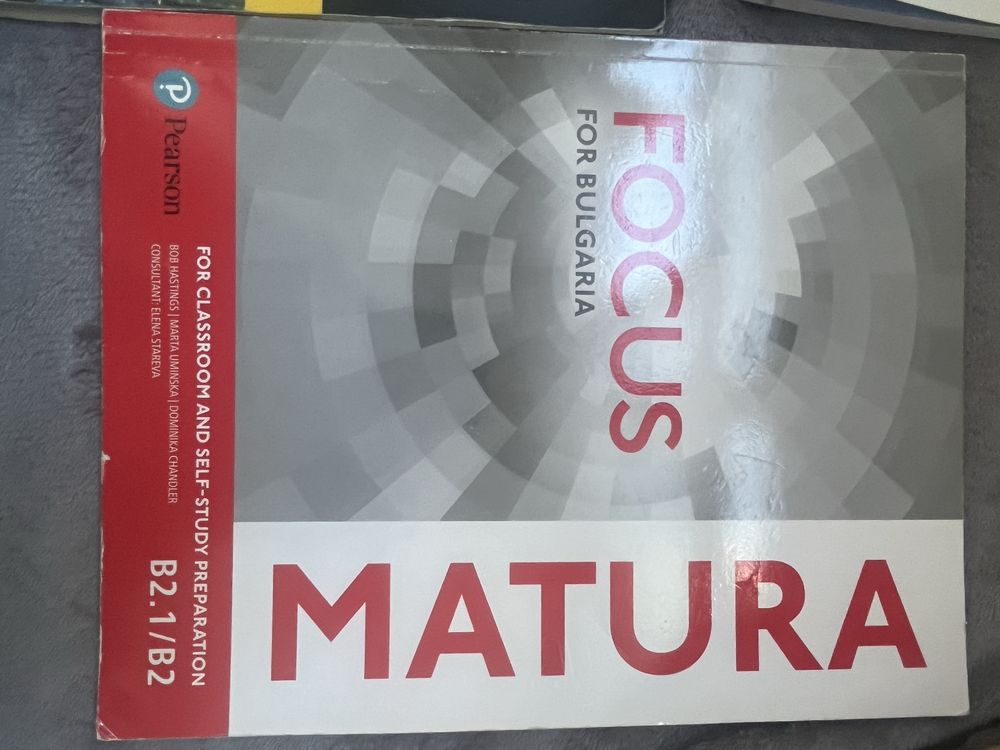 FOCUS
FOR BULGARIA
MATURA
FOR CLASSROOM AND SELF-STUDY PREPARATION
BOB HASTINGS | MARTA UMINSKA | DOMINIKA CHANDLER
CONSULTANT: ELENA STAREVA
B2.1/B2
Pearson